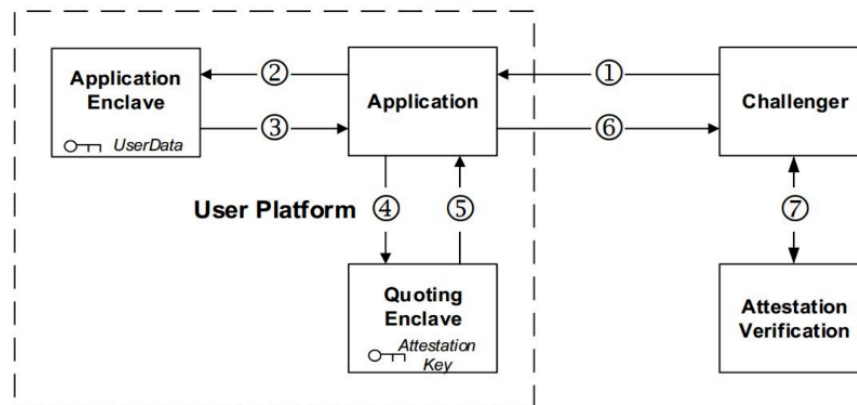 Application
Enclave
UserData
②
③
Application
①
⑥
Challenger
User Platform
④
⑤
⑦
Quoting
Enclave
Attestation
Key
Attestation
Verification